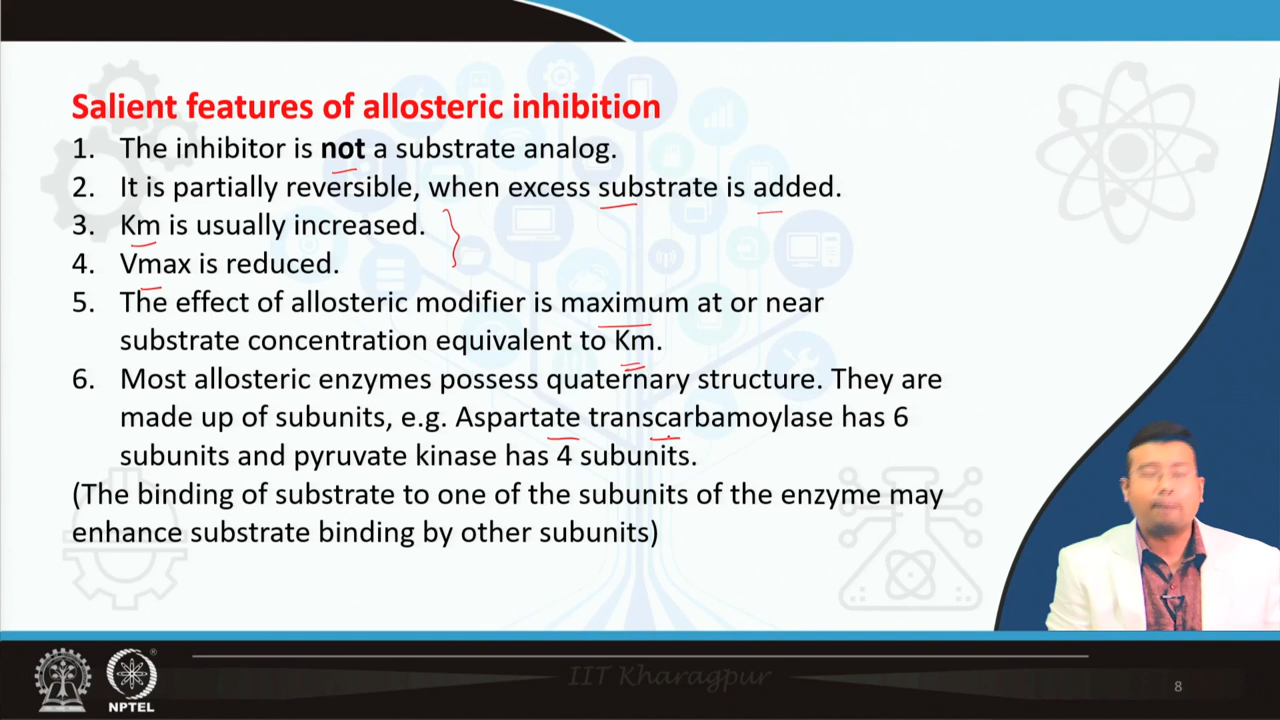 Salient features of allosteric inhibition
1. The inhibitor is not a substrate analog.
2. It is partially reversible, when excess substrate is added.
3. Km is usually increased.
4. Vmax is reduced.
5. The effect of allosteric modifier is maximum at or near
substrate concentration equivalent to Km.
6. Most allosteric enzymes possess quaternary structure. They are
made up of subunits, e.g. Aspartate transcarbamoylase has 6
subunits and pyruvate kinase has 4 subunits.
(The binding of substrate to one of the subunits of the enzyme may
enhance substrate binding by other subunits)
NPTEL
IIT Kharagpur
8